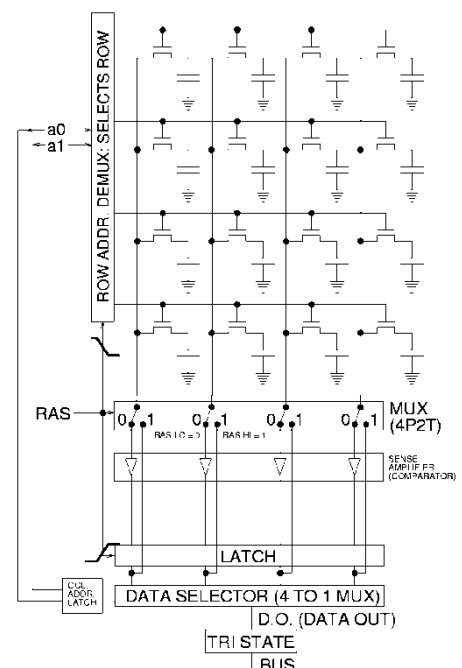 ROW ADDR. DEMUX: SELECTS ROW
a0
a1
RAS
0 1 0 1 0 1 0 1
MUX
(4P2T)
RAS LO = 0 RAS HI = 1
SENSE
AMPLIFIER
(COMPARATOR)
LATCH
COL.
ADDR.
LATCH
DATA SELECTOR (4 TO 1 MUX)
D.O. (DATA OUT)
TRI STATE
BUS